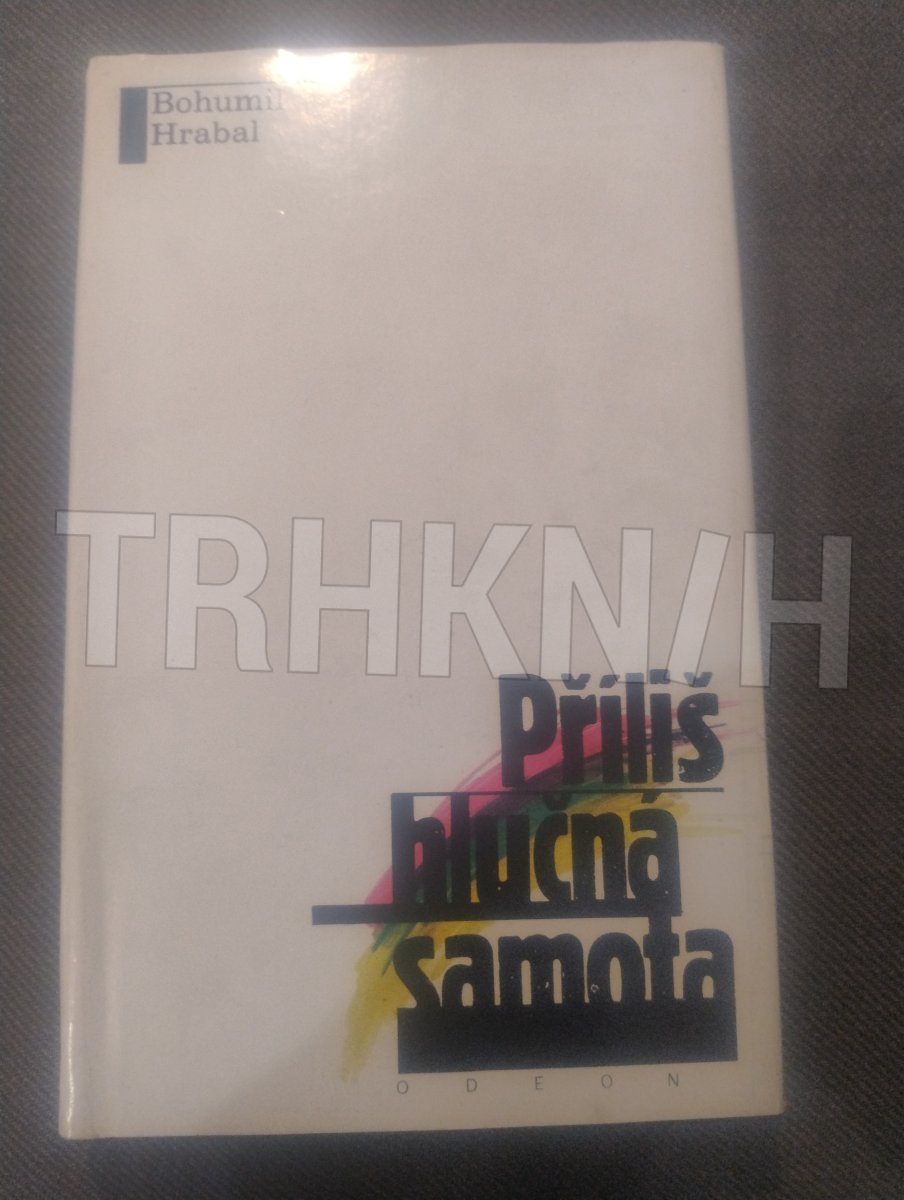 Bohumil
Hrabal
TRHKNIH
Příliš
hlučná
samota
ODEON